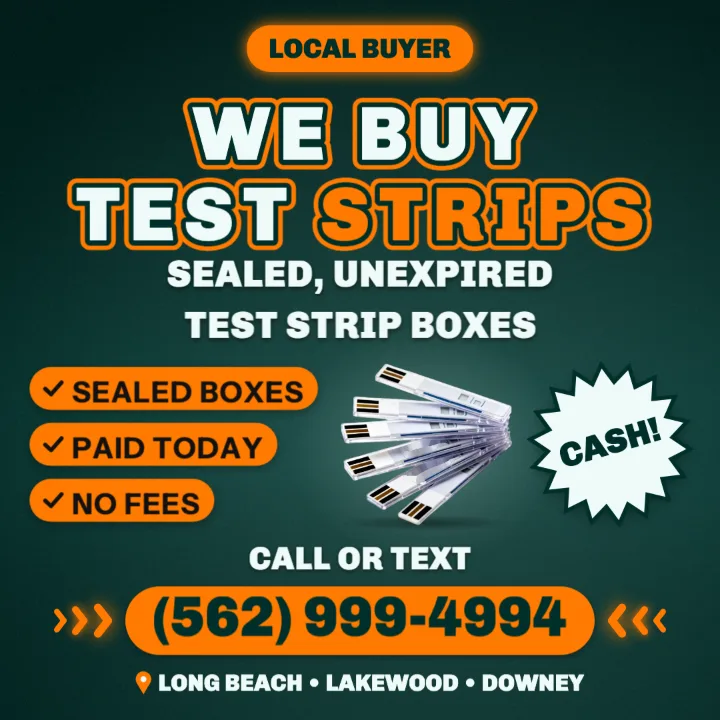 LOCAL BUYER
WE BUY
TEST STRIPS
SEALED, UNEXPIRED
TEST STRIP BOXES
SEALED BOXES
PAID TODAY
NO FEES
CASH!
CALL OR TEXT
(562) 999-4994
LONG BEACH • LAKEWOOD • DOWNEY